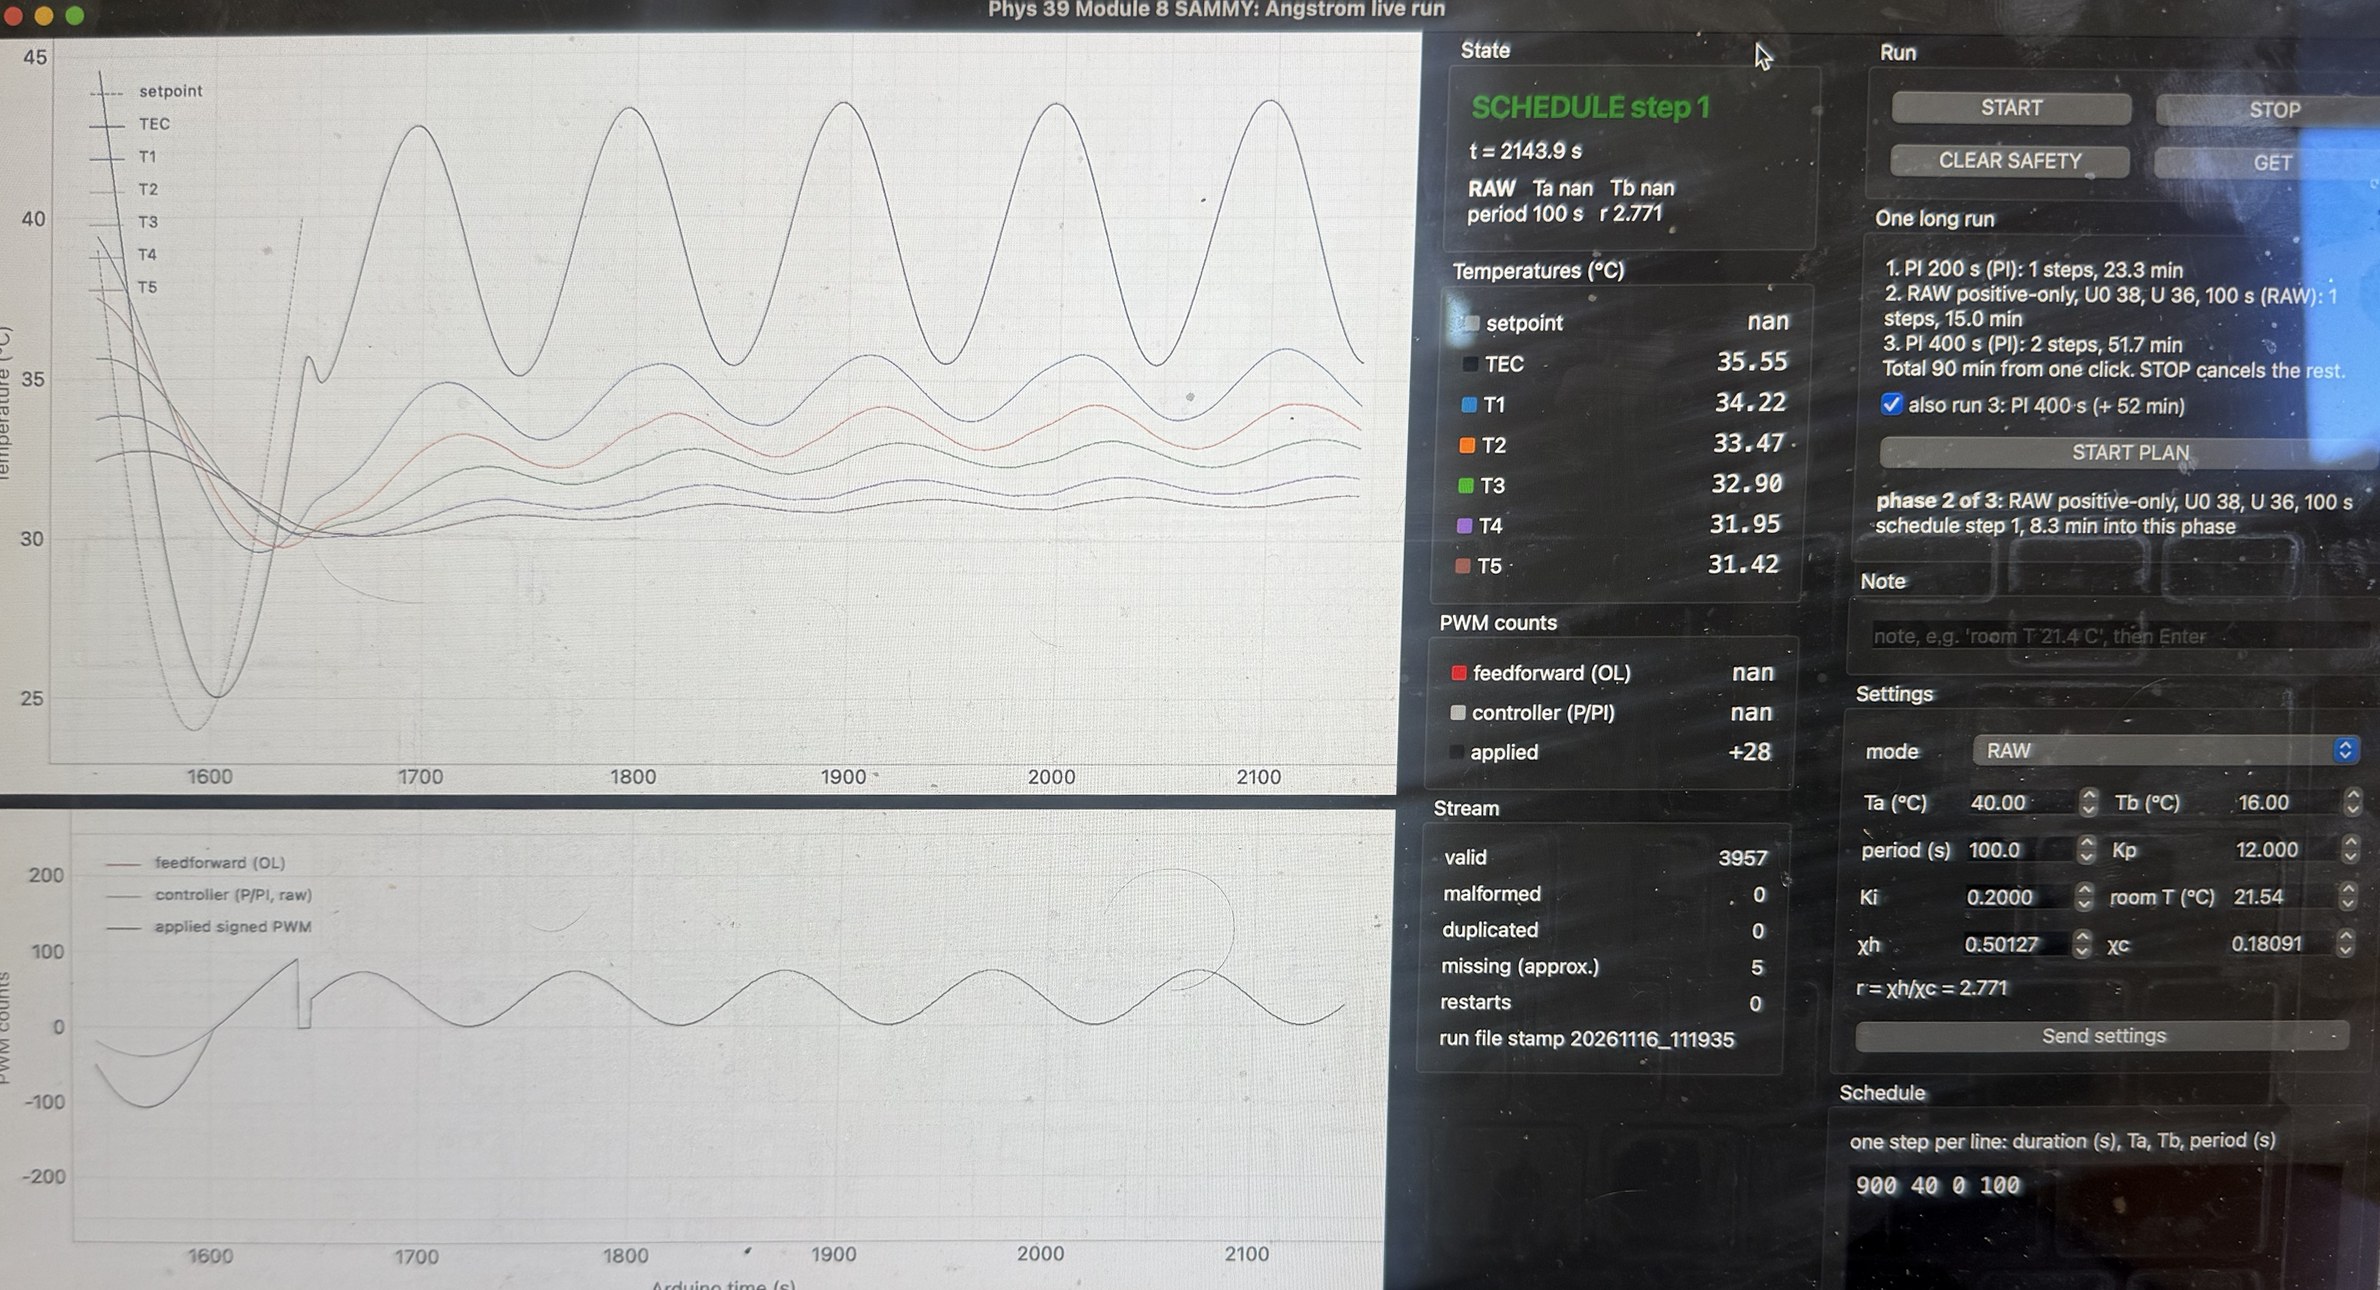 Phys 39 Module 8 SAMMY: Angstrom live run
45
40
35
30
25
Temperature (°C)
setpoint
TEC
T1
T2
T3
T4
T5
1600
1700
1800
1900
2000
2100
200
100
0
-100
-200
PWM counts
feedforward (OL)
controller (P/PI, raw)
applied signed PWM
1600
1700
1800
1900
2000
2100
Arduino time (s)
State
SCHEDULE step 1
t = 2143.9 s
RAW Ta nan Tb nan
period 100 s r 2.771
Temperatures (°C)
setpoint nan
TEC 35.55
T1 34.22
T2 33.47
T3 32.90
T4 31.95
T5 31.42
PWM counts
feedforward (OL) nan
controller (P/PI) nan
applied +28
Stream
valid 3957
malformed 0
duplicated 0
missing (approx.) 5
restarts 0
run file stamp 20261116_111935
Run
START STOP
CLEAR SAFETY GET
One long run
1. PI 200 s (PI): 1 steps, 23.3 min
2. RAW positive-only, U0 38, U 36, 100 s (RAW): 1
steps, 15.0 min
3. PI 400 s (PI): 2 steps, 51.7 min
Total 90 min from one click. STOP cancels the rest.
also run 3: PI 400 s (+ 52 min)
START PLAN
phase 2 of 3: RAW positive-only, U0 38, U 36, 100 s
schedule step 1, 8.3 min into this phase
Note
note, e.g. 'room T 21.4 C', then Enter
Settings
mode RAW
Ta (°C) 40.00 Tb (°C) 16.00
period (s) 100.0 Kp 12.000
Ki 0.2000 room T (°C) 21.54
χh 0.50127 χc 0.18091
r = χh/χc = 2.771
Send settings
Schedule
one step per line: duration (s), Ta, Tb, period (s)
900 40 0 100